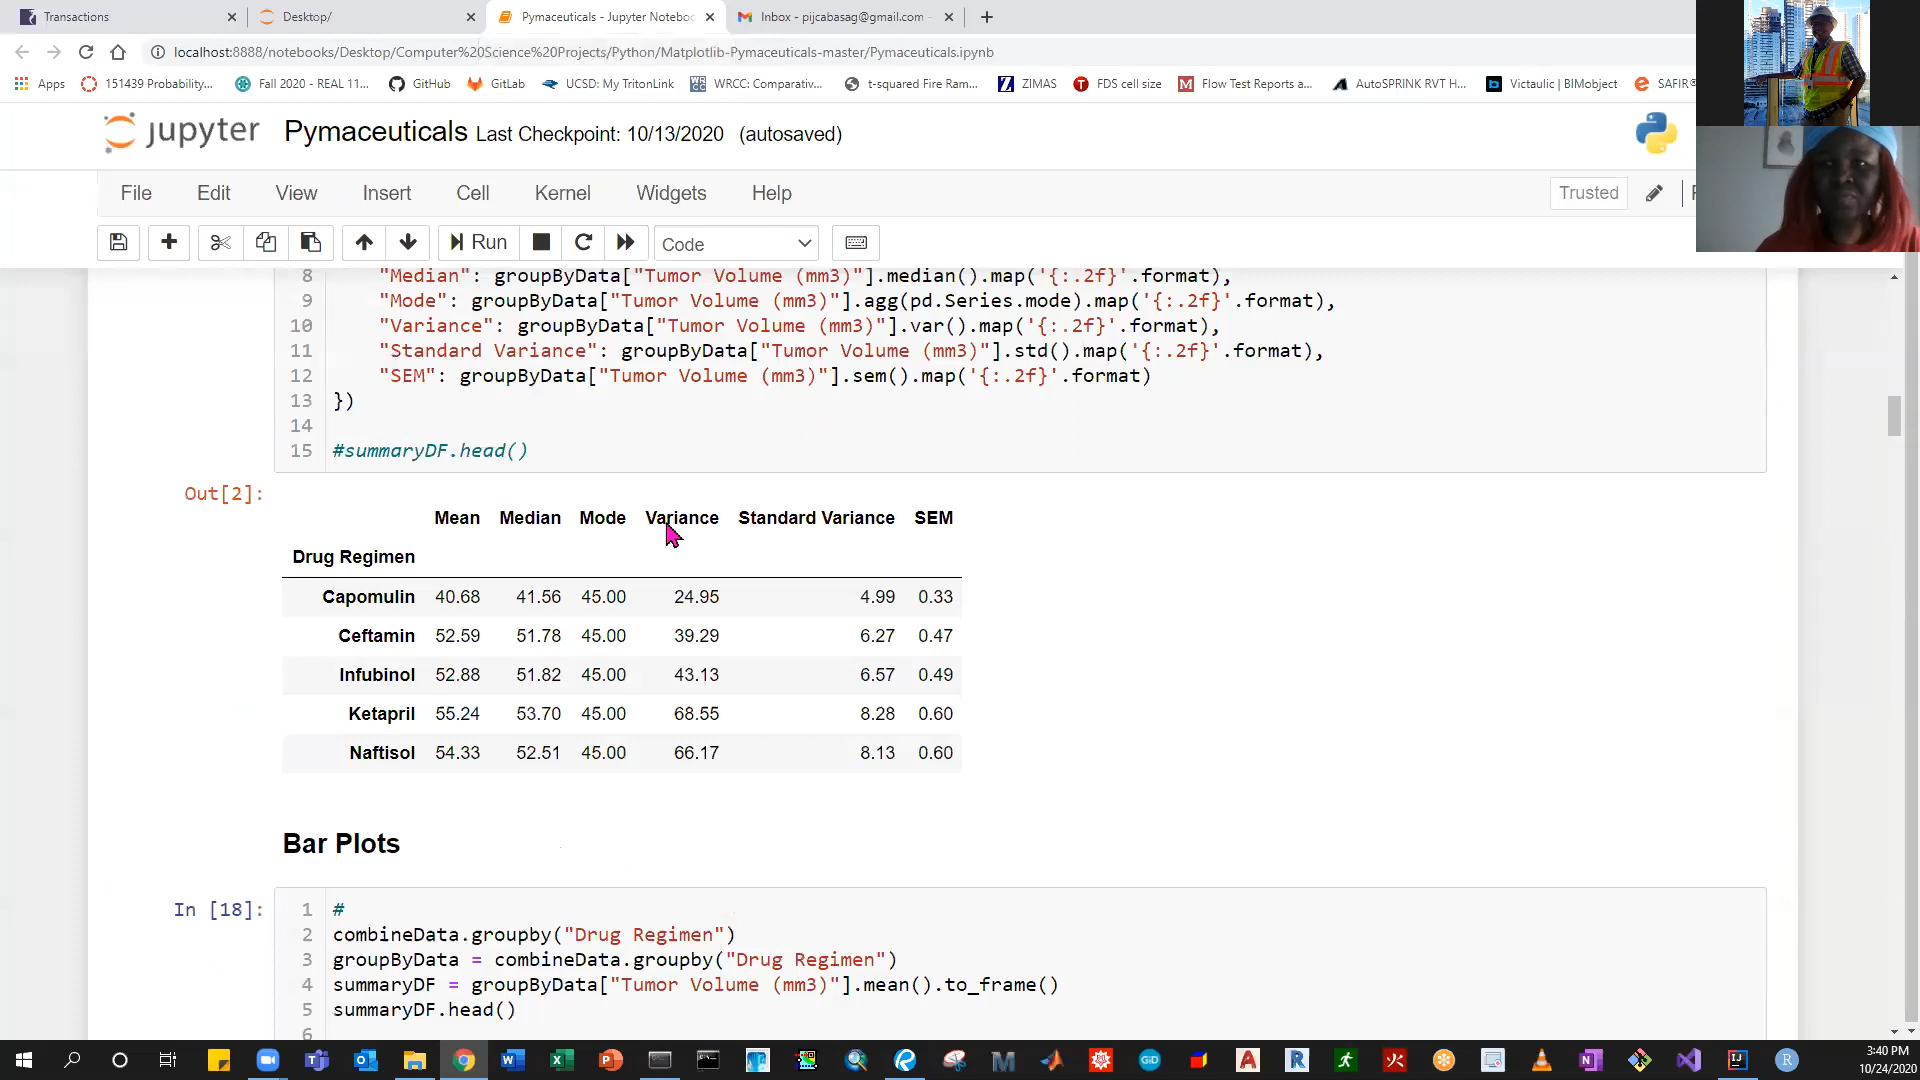 Transactions
Desktop/
Pymaceuticals - Jupyter Noteboo
Inbox - pijcabasag@gmail.com -
localhost:8888/notebooks/Desktop/Computer%20Science%20Projects/Python/Matplotlib-Pymaceuticals-master/Pymaceuticals.ipynb
Apps
151439 Probability...
Fall 2020 - REAL 11...
GitHub
GitLab
UCSD: My TritonLink
WRCC: Comparativ...
t-squared Fire Ram...
ZIMAS
FDS cell size
Flow Test Reports a...
AutoSPRINK RVT H...
Victaulic | BIMobject
SAFIR®
jupyter Pymaceuticals Last Checkpoint: 10/13/2020 (autosaved)
File Edit View Insert Cell Kernel Widgets Help
Trusted
Run
Code
8 "Median": groupByData["Tumor Volume (mm3)"].median().map('{:.2f}'.format),
9 "Mode": groupByData["Tumor Volume (mm3)"].agg(pd.Series.mode).map('{:.2f}'.format),
10 "Variance": groupByData["Tumor Volume (mm3)"].var().map('{:.2f}'.format),
11 "Standard Variance": groupByData["Tumor Volume (mm3)"].std().map('{:.2f}'.format),
12 "SEM": groupByData["Tumor Volume (mm3)"].sem().map('{:.2f}'.format)
13 })
14
15 #summaryDF.head()
Out[2]:
Mean Median Mode Variance Standard Variance SEM
Drug Regimen
Capomulin 40.68 41.56 45.00 24.95 4.99 0.33
Ceftamin 52.59 51.78 45.00 39.29 6.27 0.47
Infubinol 52.88 51.82 45.00 43.13 6.57 0.49
Ketapril 55.24 53.70 45.00 68.55 8.28 0.60
Naftisol 54.33 52.51 45.00 66.17 8.13 0.60
Bar Plots
In [18]:
1 #
2 combineData.groupby("Drug Regimen")
3 groupByData = combineData.groupby("Drug Regimen")
4 summaryDF = groupByData["Tumor Volume (mm3)"].mean().to_frame()
5 summaryDF.head()
6
3:40 PM
10/24/2020